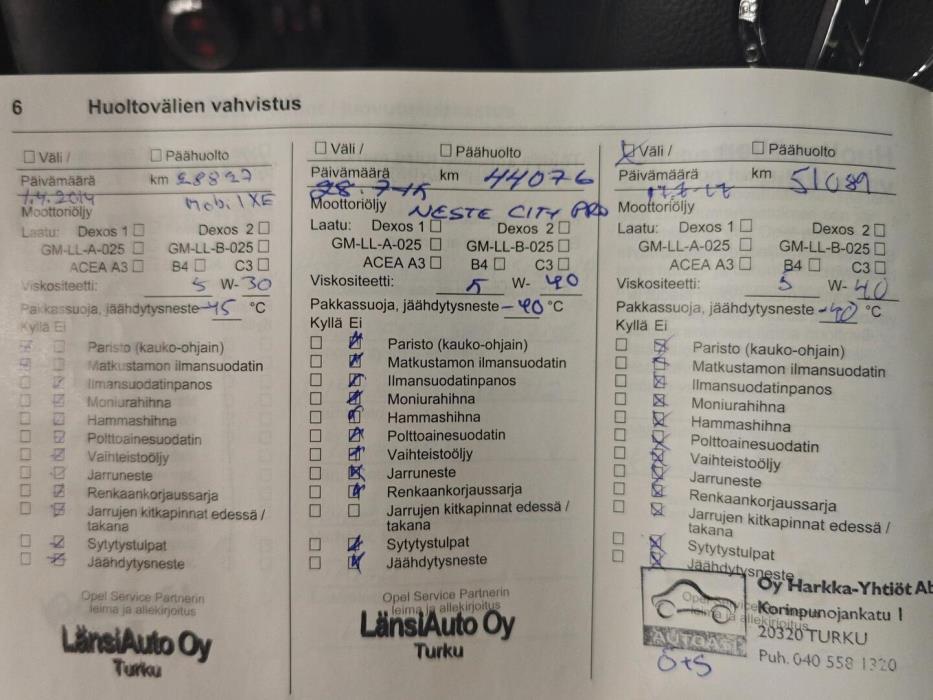 6 Huoltovälien vahvistus
☐ Väli / ☐ Päähuolto
Päivämäärä km 28827
1.4.2014 Mobil 1 XE
Moottoriöljy
Laatu: Dexos 1 ☐ Dexos 2 ☐
GM-LL-A-025 ☐ GM-LL-B-025 ☐
ACEA A3 ☐ B4 ☐ C3 ☐
Viskositeetti: 5 W- 30
Pakkassuoja, jäähdytysneste -45 °C
Kyllä Ei
Paristo (kauko-ohjain)
Matkustamon ilmansuodatin
Ilmansuodatinpanos
Moniurahihna
Hammashihna
Polttoainesuodatin
Vaihteistoöljy
Jarruneste
Renkaankorjaussarja
Jarrujen kitkapinnat edessä /
takana
Sytytystulpat
Jäähdytysneste
Opel Service Partnerin
leima ja allekirjoitus
LänsiAuto Oy
Turku
☐ Väli / ☐ Päähuolto
Päivämäärä km 44076
Moottoriöljy NESTE CITY PRO
Laatu: Dexos 1 ☐ Dexos 2 ☐
GM-LL-A-025 ☐ GM-LL-B-025 ☐
ACEA A3 ☐ B4 ☐ C3 ☐
Viskositeetti: 5 W- 40
Pakkassuoja, jäähdytysneste -40 °C
Kyllä Ei
Paristo (kauko-ohjain)
Matkustamon ilmansuodatin
Ilmansuodatinpanos
Moniurahihna
Hammashihna
Polttoainesuodatin
Vaihteistoöljy
Jarruneste
Renkaankorjaussarja
Jarrujen kitkapinnat edessä /
takana
Sytytystulpat
Jäähdytysneste
Opel Service Partnerin
leima ja allekirjoitus
LänsiAuto Oy
Turku
☒ Väli / ☐ Päähuolto
Päivämäärä km 51089
Moottoriöljy
Laatu: Dexos 1 ☐ Dexos 2 ☐
GM-LL-A-025 ☐ GM-LL-B-025 ☐
ACEA A3 ☐ B4 ☐ C3 ☐
Viskositeetti: 5 W- 40
Pakkassuoja, jäähdytysneste -40 °C
Kyllä Ei
Paristo (kauko-ohjain)
Matkustamon ilmansuodatin
Ilmansuodatinpanos
Moniurahihna
Hammashihna
Polttoainesuodatin
Vaihteistoöljy
Jarruneste
Renkaankorjaussarja
Jarrujen kitkapinnat edessä /
takana
Sytytystulpat
Jäähdytysneste
Oy Harkka-Yhtiöt Ab
Korinpunojankatu 1
20320 TURKU
Puh. 040 558 1320
AUTOASI
Ö+S